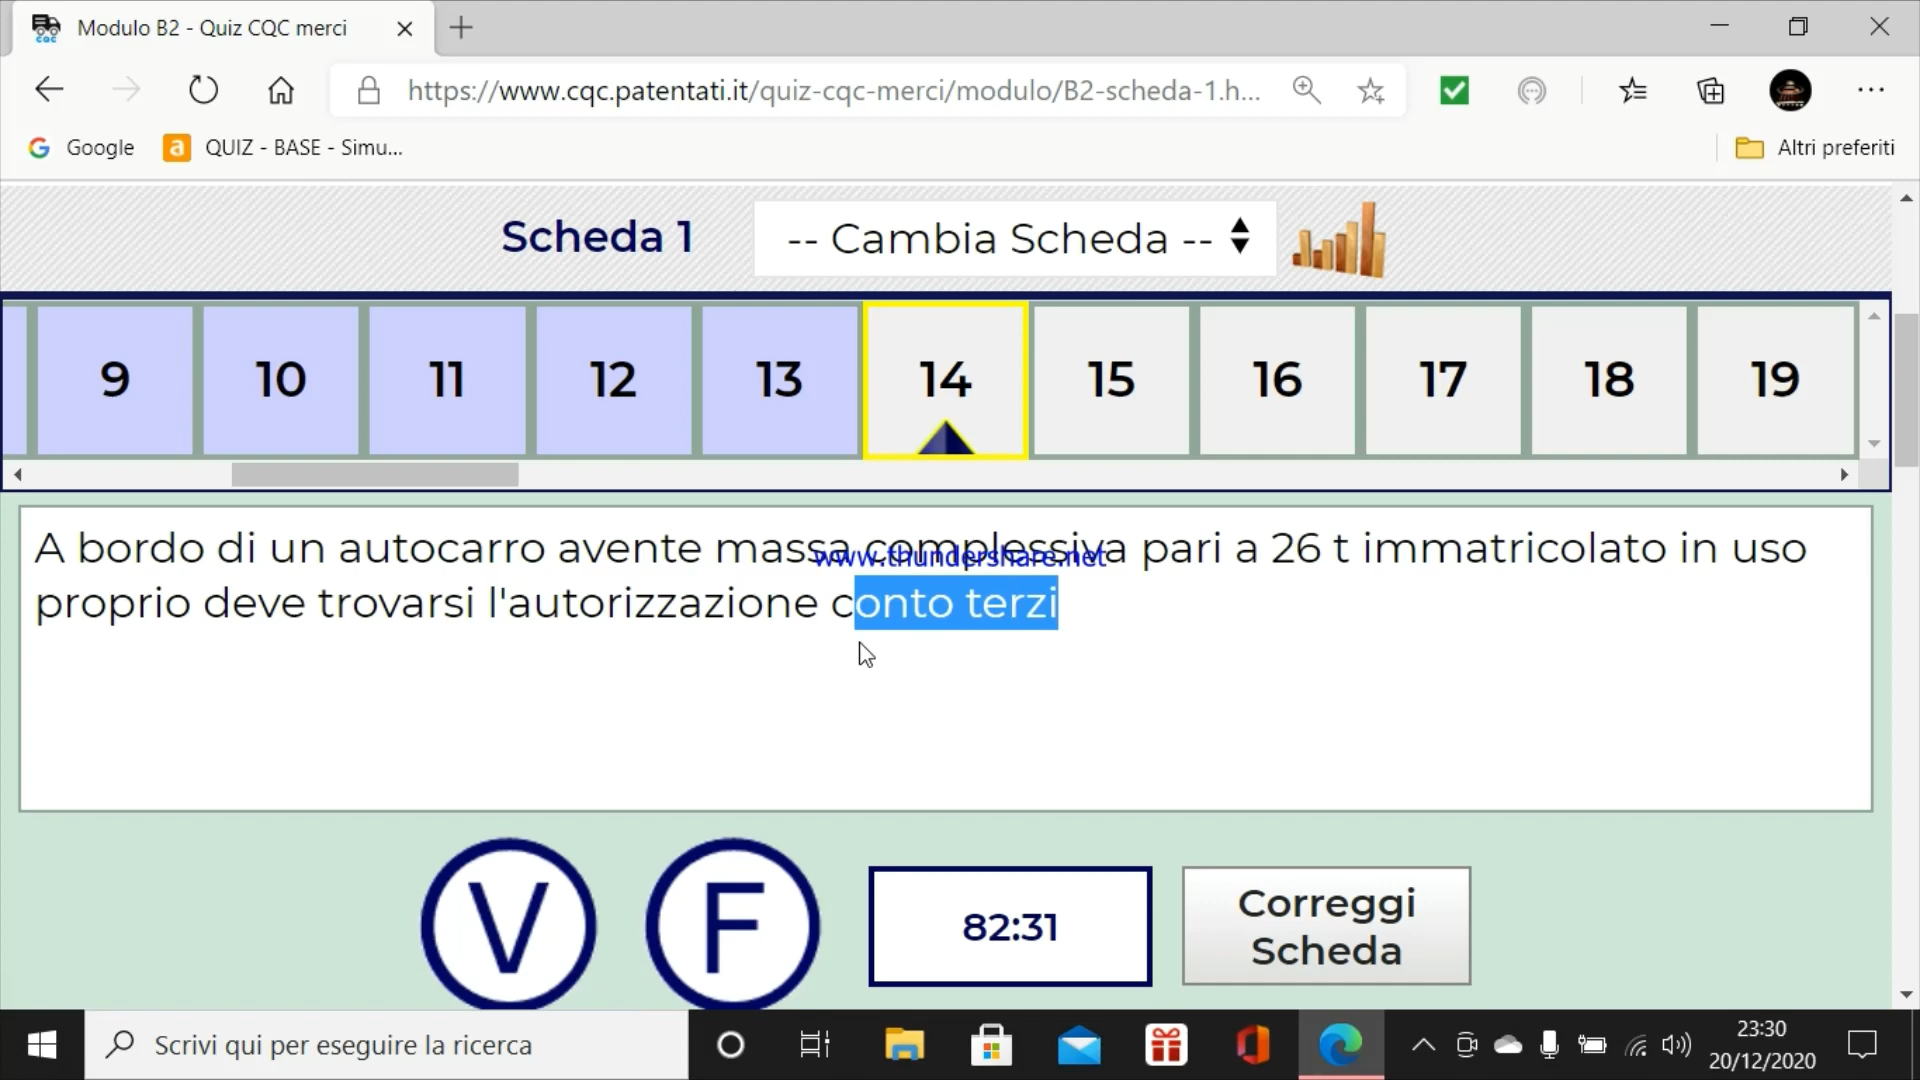 Modulo B2 - Quiz CQC merci
https://www.cqc.patentati.it/quiz-cqc-merci/modulo/B2-scheda-1.h...
Google
a QUIZ - BASE - Simu...
Altri preferiti
Scheda 1
-- Cambia Scheda --
9 10 11 12 13 14 15 16 17 18 19
A bordo di un autocarro avente massa complessiva pari a 26 t immatricolato in uso
www.thundershare.net
proprio deve trovarsi l'autorizzazione conto terzi
V F 82:31 Correggi
Scheda
Scrivi qui per eseguire la ricerca
23:30
20/12/2020